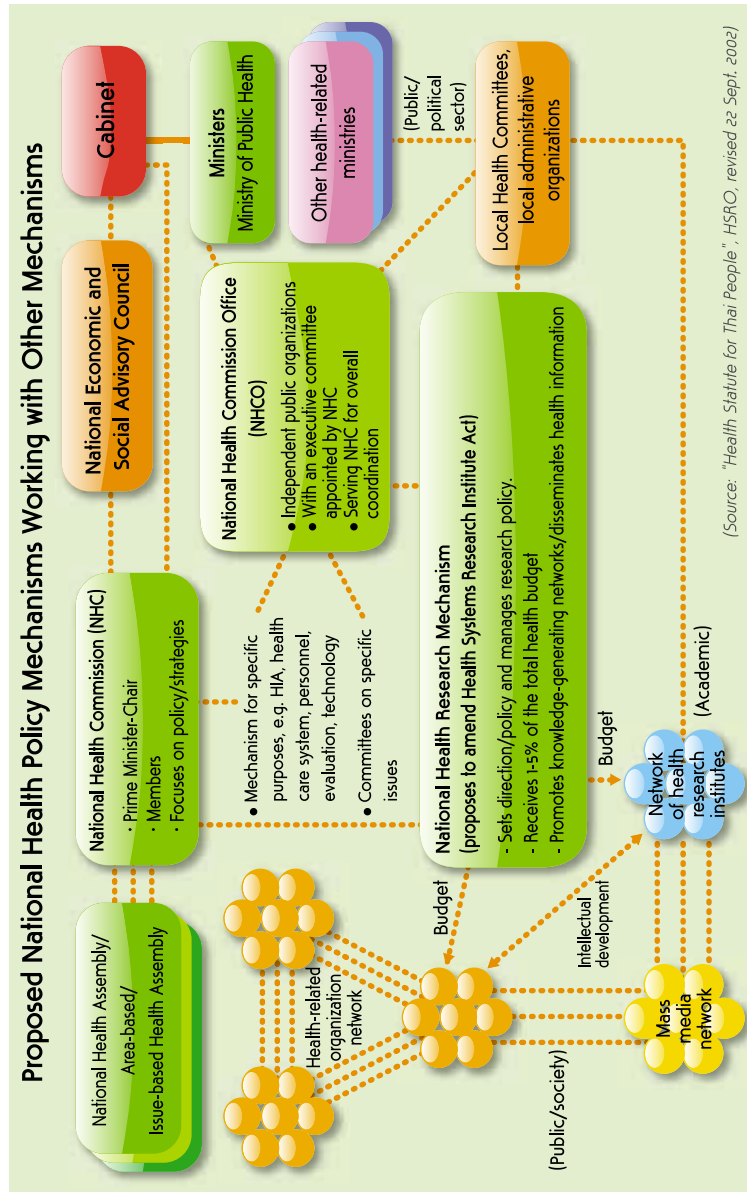 Proposed National Health Policy Mechanisms Working with Other Mechanisms
National Health Assembly/
Area-based/
Issue-based Health Assembly
National Health Commission (NHC)
· Prime Minister-Chair
· Members
· Focuses on policy/strategies
National Economic and
Social Advisory Council
Cabinet
Ministers
Ministry of Public Health
Other health-related
ministries
(Public/
political
sector)
Local Health Committees,
local administrative
organizations
National Health Commission Office
(NHCO)
● Independent public organizations
● With an executive committee
appointed by NHC
● Serving NHC for overall
coordination
● Mechanism for specific
purposes, e.g. HIA, health
care system, personnel,
evaluation, technology
● Committees on specific
issues
National Health Research Mechanism
(proposes to amend Health Systems Research Institute Act)
- Sets direction/policy and manages research policy.
- Receives 1-5% of the total health budget
- Promotes knowledge-generating networks/disseminates health information
Health-related
organization
network
Budget
Budget
Intellectual
development
(Public/society)
Mass
media
network
Network
of health
research
institutes
(Academic)
(Source: "Health Statute for Thai People", HSRO, revised 22 Sept. 2002)